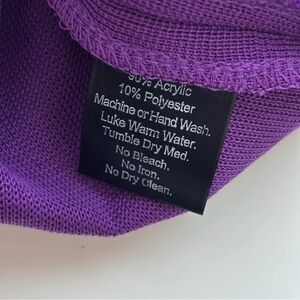 90% Acrylic
10% Polyester
Machine or Hand Wash.
Luke Warm Water.
Tumble Dry Med.
No Bleach.
No Iron.
No Dry Clean.